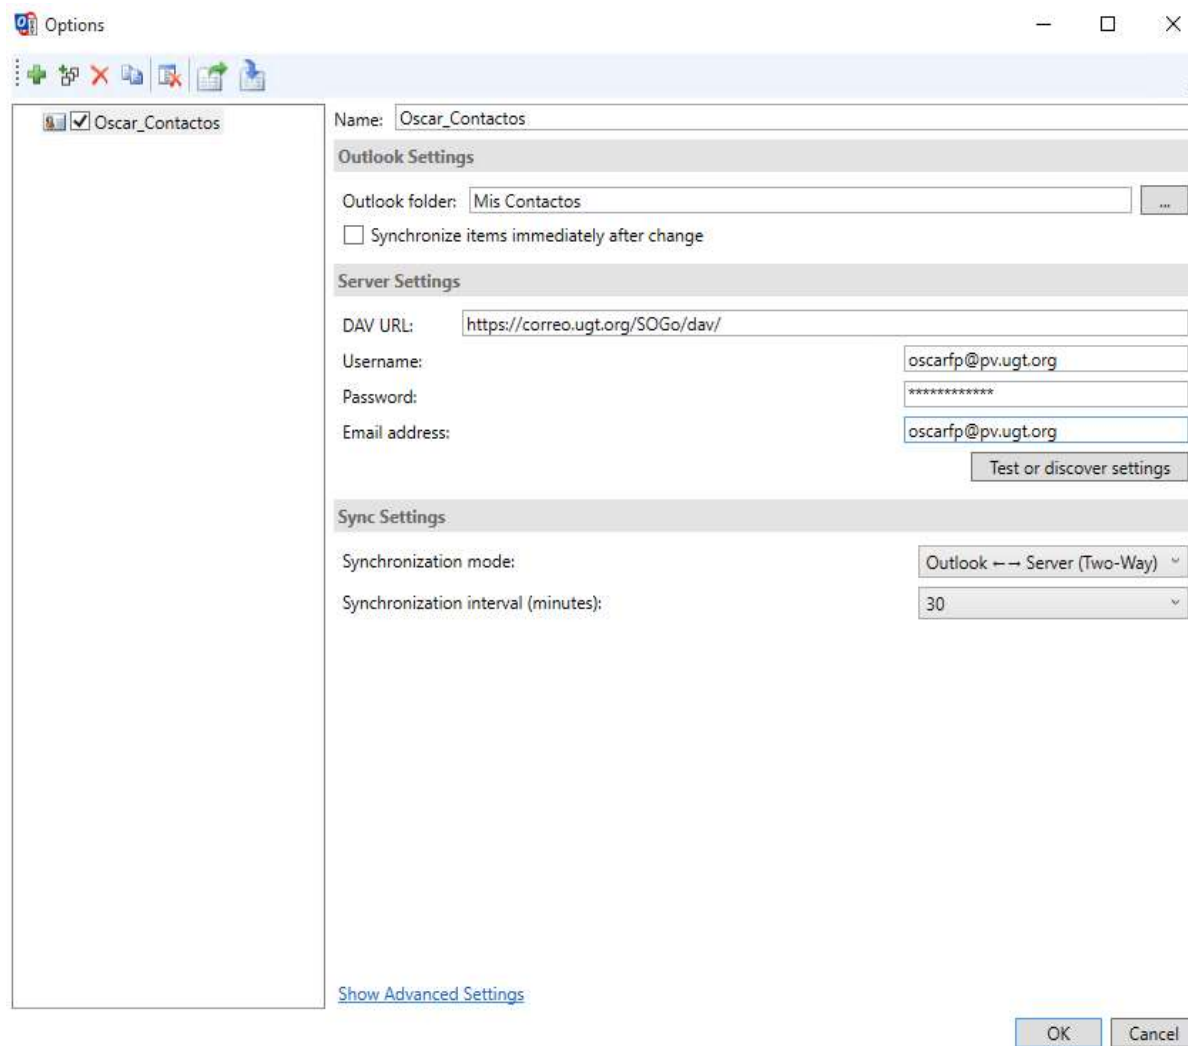 Options
Oscar_Contactos
Name: Oscar_Contactos
Outlook Settings
Outlook folder: Mis Contactos ...
Synchronize items immediately after change
Server Settings
DAV URL: https://correo.ugt.org/SOGo/dav/
Username: oscarfp@pv.ugt.org
Password: ************
Email address: oscarfp@pv.ugt.org
Test or discover settings
Sync Settings
Synchronization mode: Outlook ←→ Server (Two-Way)
Synchronization interval (minutes): 30
Show Advanced Settings
OK Cancel